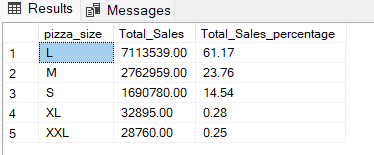 Results Messages
pizza_size Total_Sales Total_Sales_percentage
1 L 7113539.00 61.17
2 M 2762959.00 23.76
3 S 1690780.00 14.54
4 XL 32895.00 0.28
5 XXL 28760.00 0.25